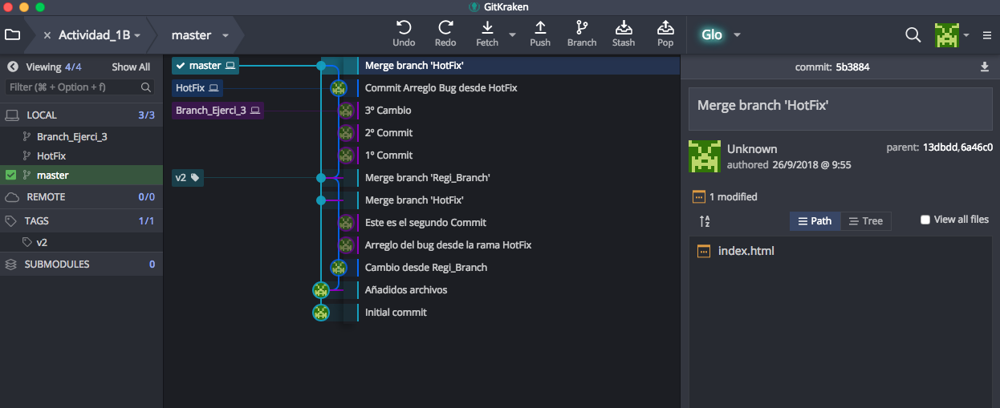 GitKraken
Actividad_1B
master
Undo
Redo
Fetch
Push
Branch
Stash
Pop
Glo
Viewing 4/4 Show All
Filter (⌘ + Option + f)
LOCAL 3/3
Branch_Ejerci_3
HotFix
master
REMOTE 0/0
TAGS 1/1
v2
SUBMODULES 0
master Merge branch 'HotFix'
HotFix Commit Arreglo Bug desde HotFix
Branch_Ejerci_3 3º Cambio
2º Commit
1º Commit
v2 Merge branch 'Regi_Branch'
Merge branch 'HotFix'
Este es el segundo Commit
Arreglo del bug desde la rama HotFix
Cambio desde Regi_Branch
Añadidos archivos
Initial commit
commit: 5b3884
Merge branch 'HotFix'
Unknown parent: 13dbdd,6a46c0
authored 26/9/2018 @ 9:55
1 modified
A Z Path Tree View all files
index.html